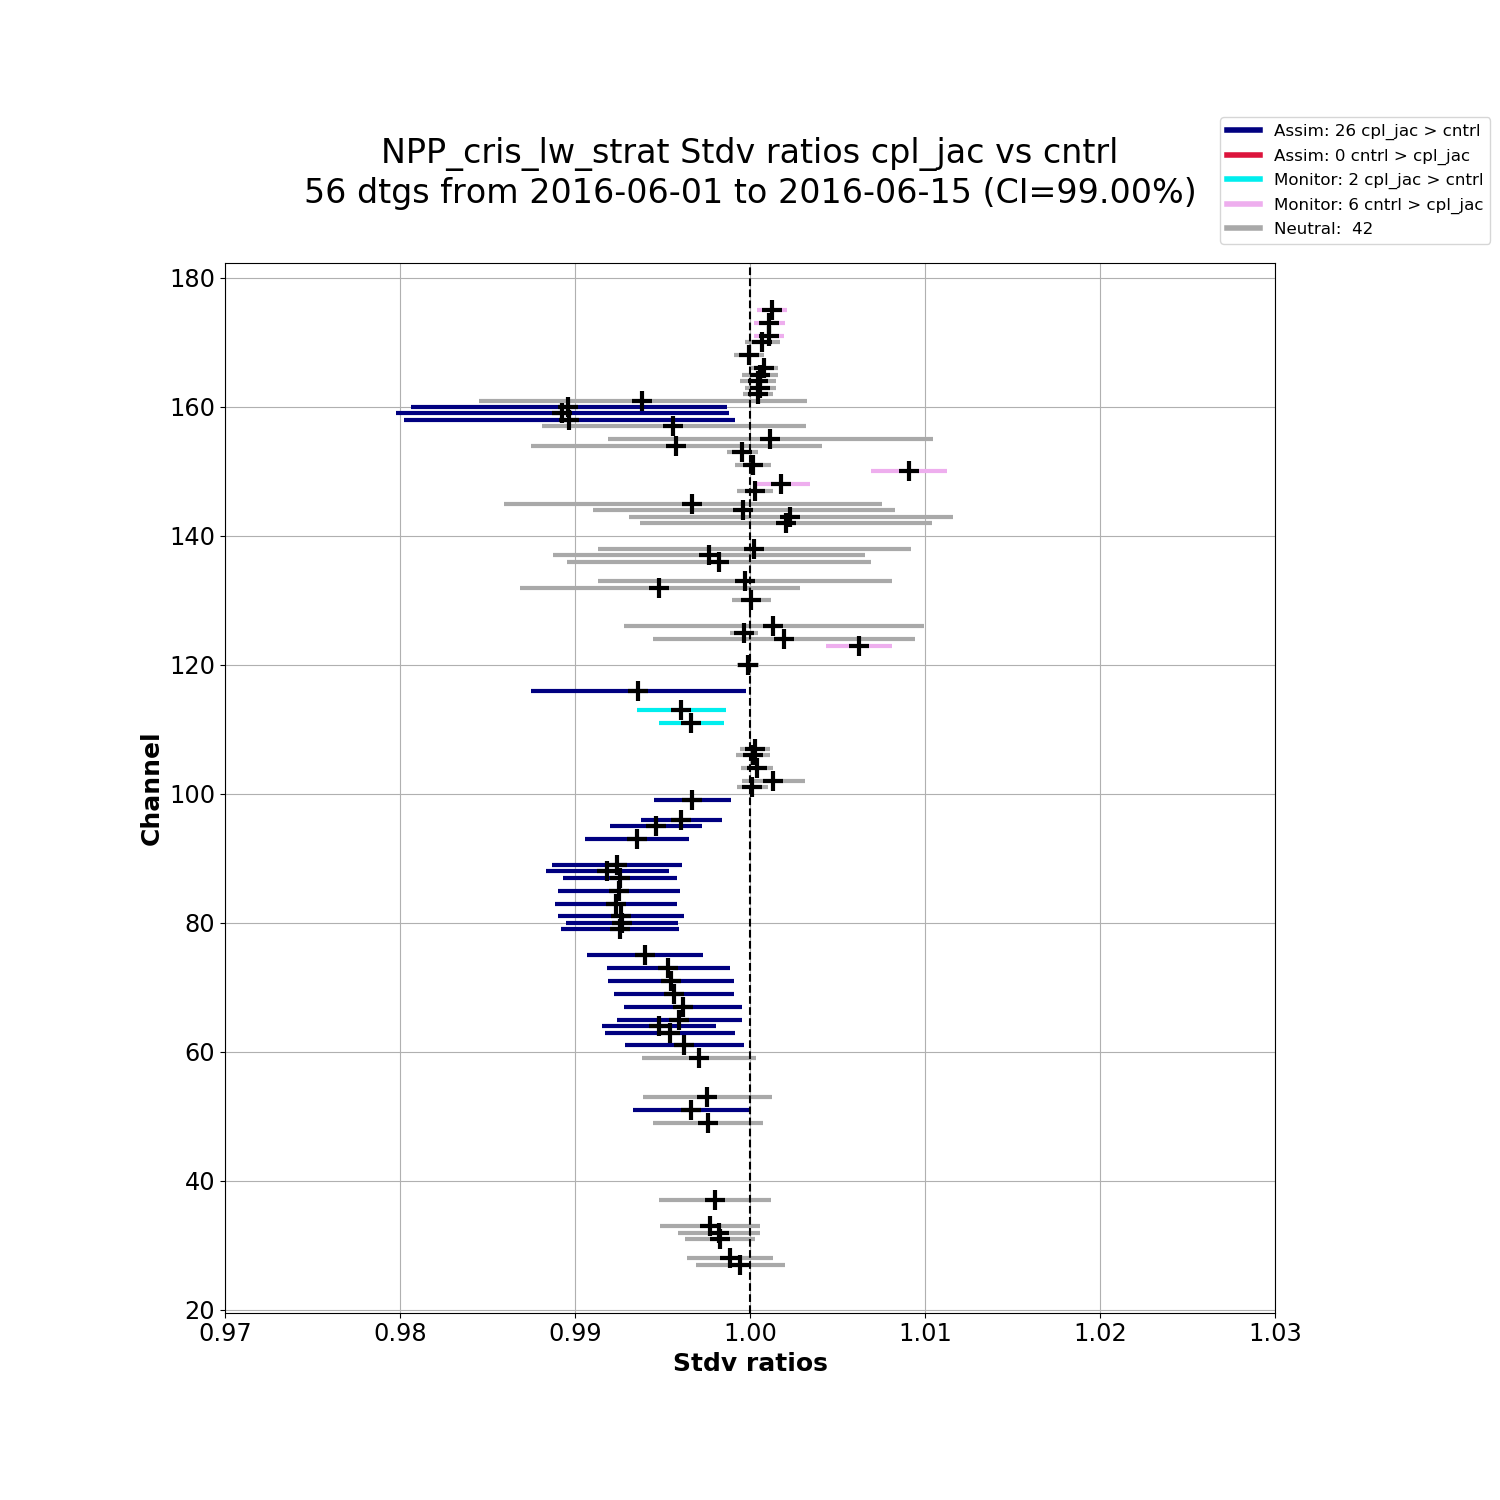 NPP_cris_lw_strat Stdv ratios cpl_jac vs cntrl
56 dtgs from 2016-06-01 to 2016-06-15 (CI=99.00%)
Assim: 26 cpl_jac > cntrl
Assim: 0 cntrl > cpl_jac
Monitor: 2 cpl_jac > cntrl
Monitor: 6 cntrl > cpl_jac
Neutral:  42
180
160
140
120
100
80
60
40
20
Channel
0.97 0.98 0.99 1.00 1.01 1.02 1.03
Stdv ratios